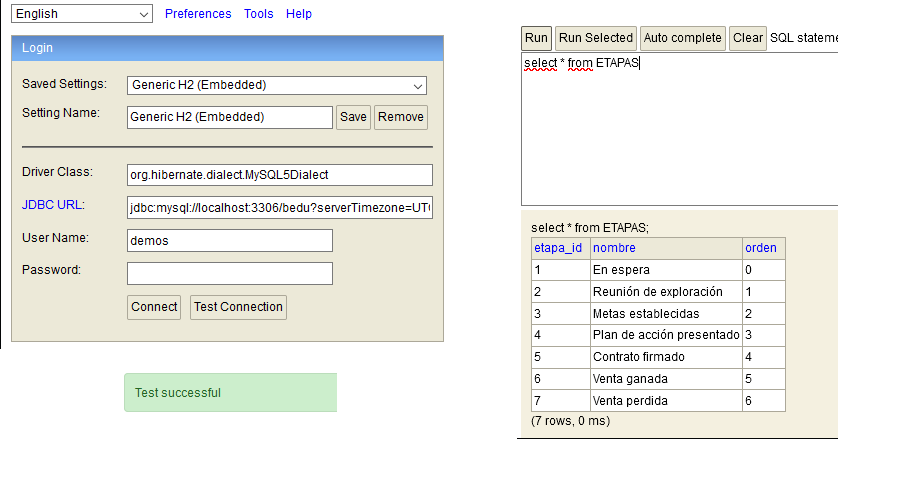 English Preferences Tools Help
Login
Saved Settings: Generic H2 (Embedded)
Setting Name: Generic H2 (Embedded) Save Remove
Driver Class: org.hibernate.dialect.MySQL5Dialect
JDBC URL: jdbc:mysql://localhost:3306/bedu?serverTimezone=UTC
User Name: demos
Password:
Connect Test Connection
Test successful
Run Run Selected Auto complete Clear SQL stateme
select * from ETAPAS
select * from ETAPAS;
etapa_id nombre orden
1 En espera 0
2 Reunión de exploración 1
3 Metas establecidas 2
4 Plan de acción presentado 3
5 Contrato firmado 4
6 Venta ganada 5
7 Venta perdida 6
(7 rows, 0 ms)